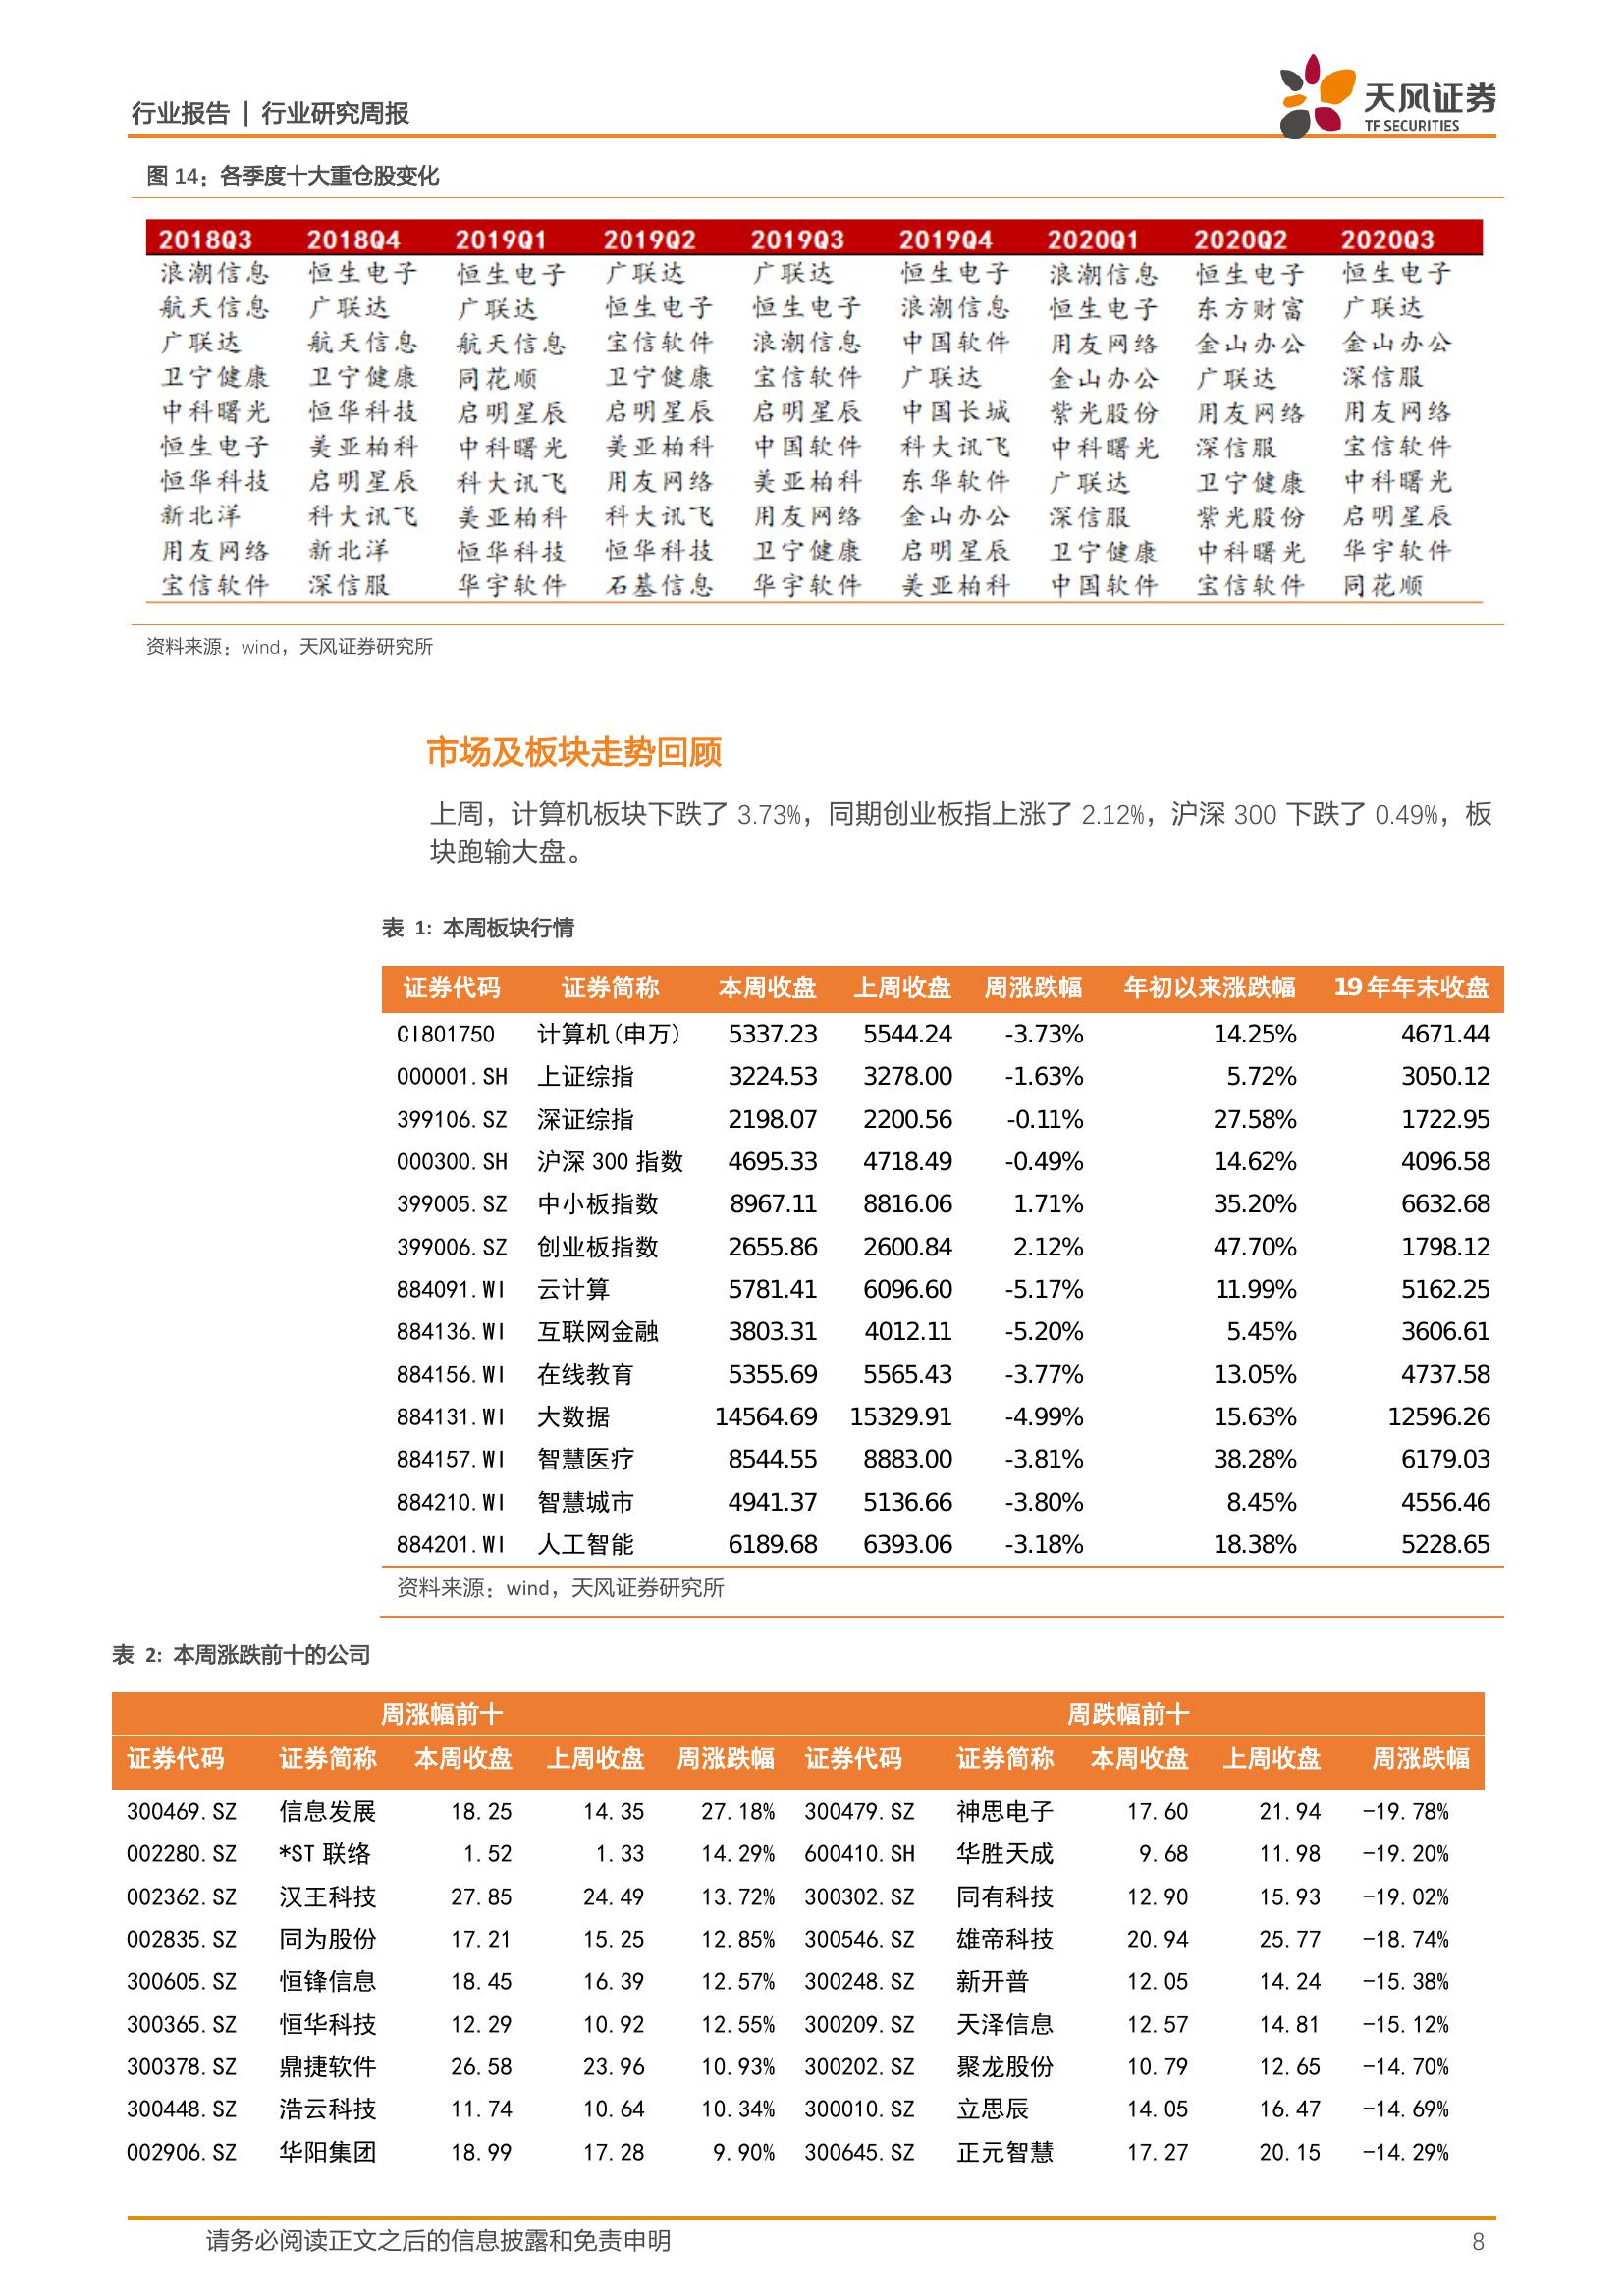 行业报告 | 行业研究周报
天风证券
TF SECURITIES
图 14：各季度十大重仓股变化
2018Q3 2018Q4 2019Q1 2019Q2 2019Q3 2019Q4 2020Q1 2020Q2 2020Q3
浪潮信息 恒生电子 恒生电子 广联达 广联达 恒生电子 浪潮信息 恒生电子 恒生电子
航天信息 广联达 广联达 恒生电子 恒生电子 浪潮信息 恒生电子 东方财富 广联达
广联达 航天信息 航天信息 宝信软件 浪潮信息 中国软件 用友网络 金山办公 金山办公
卫宁健康 卫宁健康 同花顺 卫宁健康 宝信软件 广联达 金山办公 广联达 深信服
中科曙光 恒华科技 启明星辰 启明星辰 启明星辰 中国长城 紫光股份 用友网络 用友网络
恒生电子 美亚柏科 中科曙光 美亚柏科 中国软件 科大讯飞 中科曙光 深信服 宝信软件
恒华科技 启明星辰 科大讯飞 用友网络 美亚柏科 东华软件 广联达 卫宁健康 中科曙光
新北洋 科大讯飞 美亚柏科 科大讯飞 用友网络 金山办公 深信服 紫光股份 启明星辰
用友网络 新北洋 恒华科技 恒华科技 卫宁健康 启明星辰 卫宁健康 中科曙光 华宇软件
宝信软件 深信服 华宇软件 石基信息 华宇软件 美亚柏科 中国软件 宝信软件 同花顺
资料来源：wind，天风证券研究所
市场及板块走势回顾
上周，计算机板块下跌了 3.73%，同期创业板指上涨了 2.12%，沪深 300 下跌了 0.49%，板
块跑输大盘。
表 1: 本周板块行情
证券代码 证券简称 本周收盘 上周收盘 周涨跌幅 年初以来涨跌幅 19 年年末收盘
CI801750 计算机(申万) 5337.23 5544.24 -3.73% 14.25% 4671.44
000001.SH 上证综指 3224.53 3278.00 -1.63% 5.72% 3050.12
399106.SZ 深证综指 2198.07 2200.56 -0.11% 27.58% 1722.95
000300.SH 沪深 300 指数 4695.33 4718.49 -0.49% 14.62% 4096.58
399005.SZ 中小板指数 8967.11 8816.06 1.71% 35.20% 6632.68
399006.SZ 创业板指数 2655.86 2600.84 2.12% 47.70% 1798.12
884091.WI 云计算 5781.41 6096.60 -5.17% 11.99% 5162.25
884136.WI 互联网金融 3803.31 4012.11 -5.20% 5.45% 3606.61
884156.WI 在线教育 5355.69 5565.43 -3.77% 13.05% 4737.58
884131.WI 大数据 14564.69 15329.91 -4.99% 15.63% 12596.26
884157.WI 智慧医疗 8544.55 8883.00 -3.81% 38.28% 6179.03
884210.WI 智慧城市 4941.37 5136.66 -3.80% 8.45% 4556.46
884201.WI 人工智能 6189.68 6393.06 -3.18% 18.38% 5228.65
资料来源：wind，天风证券研究所
表 2: 本周涨跌前十的公司
周涨幅前十 周跌幅前十
证券代码 证券简称 本周收盘 上周收盘 周涨跌幅 证券代码 证券简称 本周收盘 上周收盘 周涨跌幅
300469.SZ 信息发展 18.25 14.35 27.18% 300479.SZ 神思电子 17.60 21.94 -19.78%
002280.SZ *ST 联络 1.52 1.33 14.29% 600410.SH 华胜天成 9.68 11.98 -19.20%
002362.SZ 汉王科技 27.85 24.49 13.72% 300302.SZ 同有科技 12.90 15.93 -19.02%
002835.SZ 同为股份 17.21 15.25 12.85% 300546.SZ 雄帝科技 20.94 25.77 -18.74%
300605.SZ 恒锋信息 18.45 16.39 12.57% 300248.SZ 新开普 12.05 14.24 -15.38%
300365.SZ 恒华科技 12.29 10.92 12.55% 300209.SZ 天泽信息 12.57 14.81 -15.12%
300378.SZ 鼎捷软件 26.58 23.96 10.93% 300202.SZ 聚龙股份 10.79 12.65 -14.70%
300448.SZ 浩云科技 11.74 10.64 10.34% 300010.SZ 立思辰 14.05 16.47 -14.69%
002906.SZ 华阳集团 18.99 17.28 9.90% 300645.SZ 正元智慧 17.27 20.15 -14.29%
请务必阅读正文之后的信息披露和免责申明 8